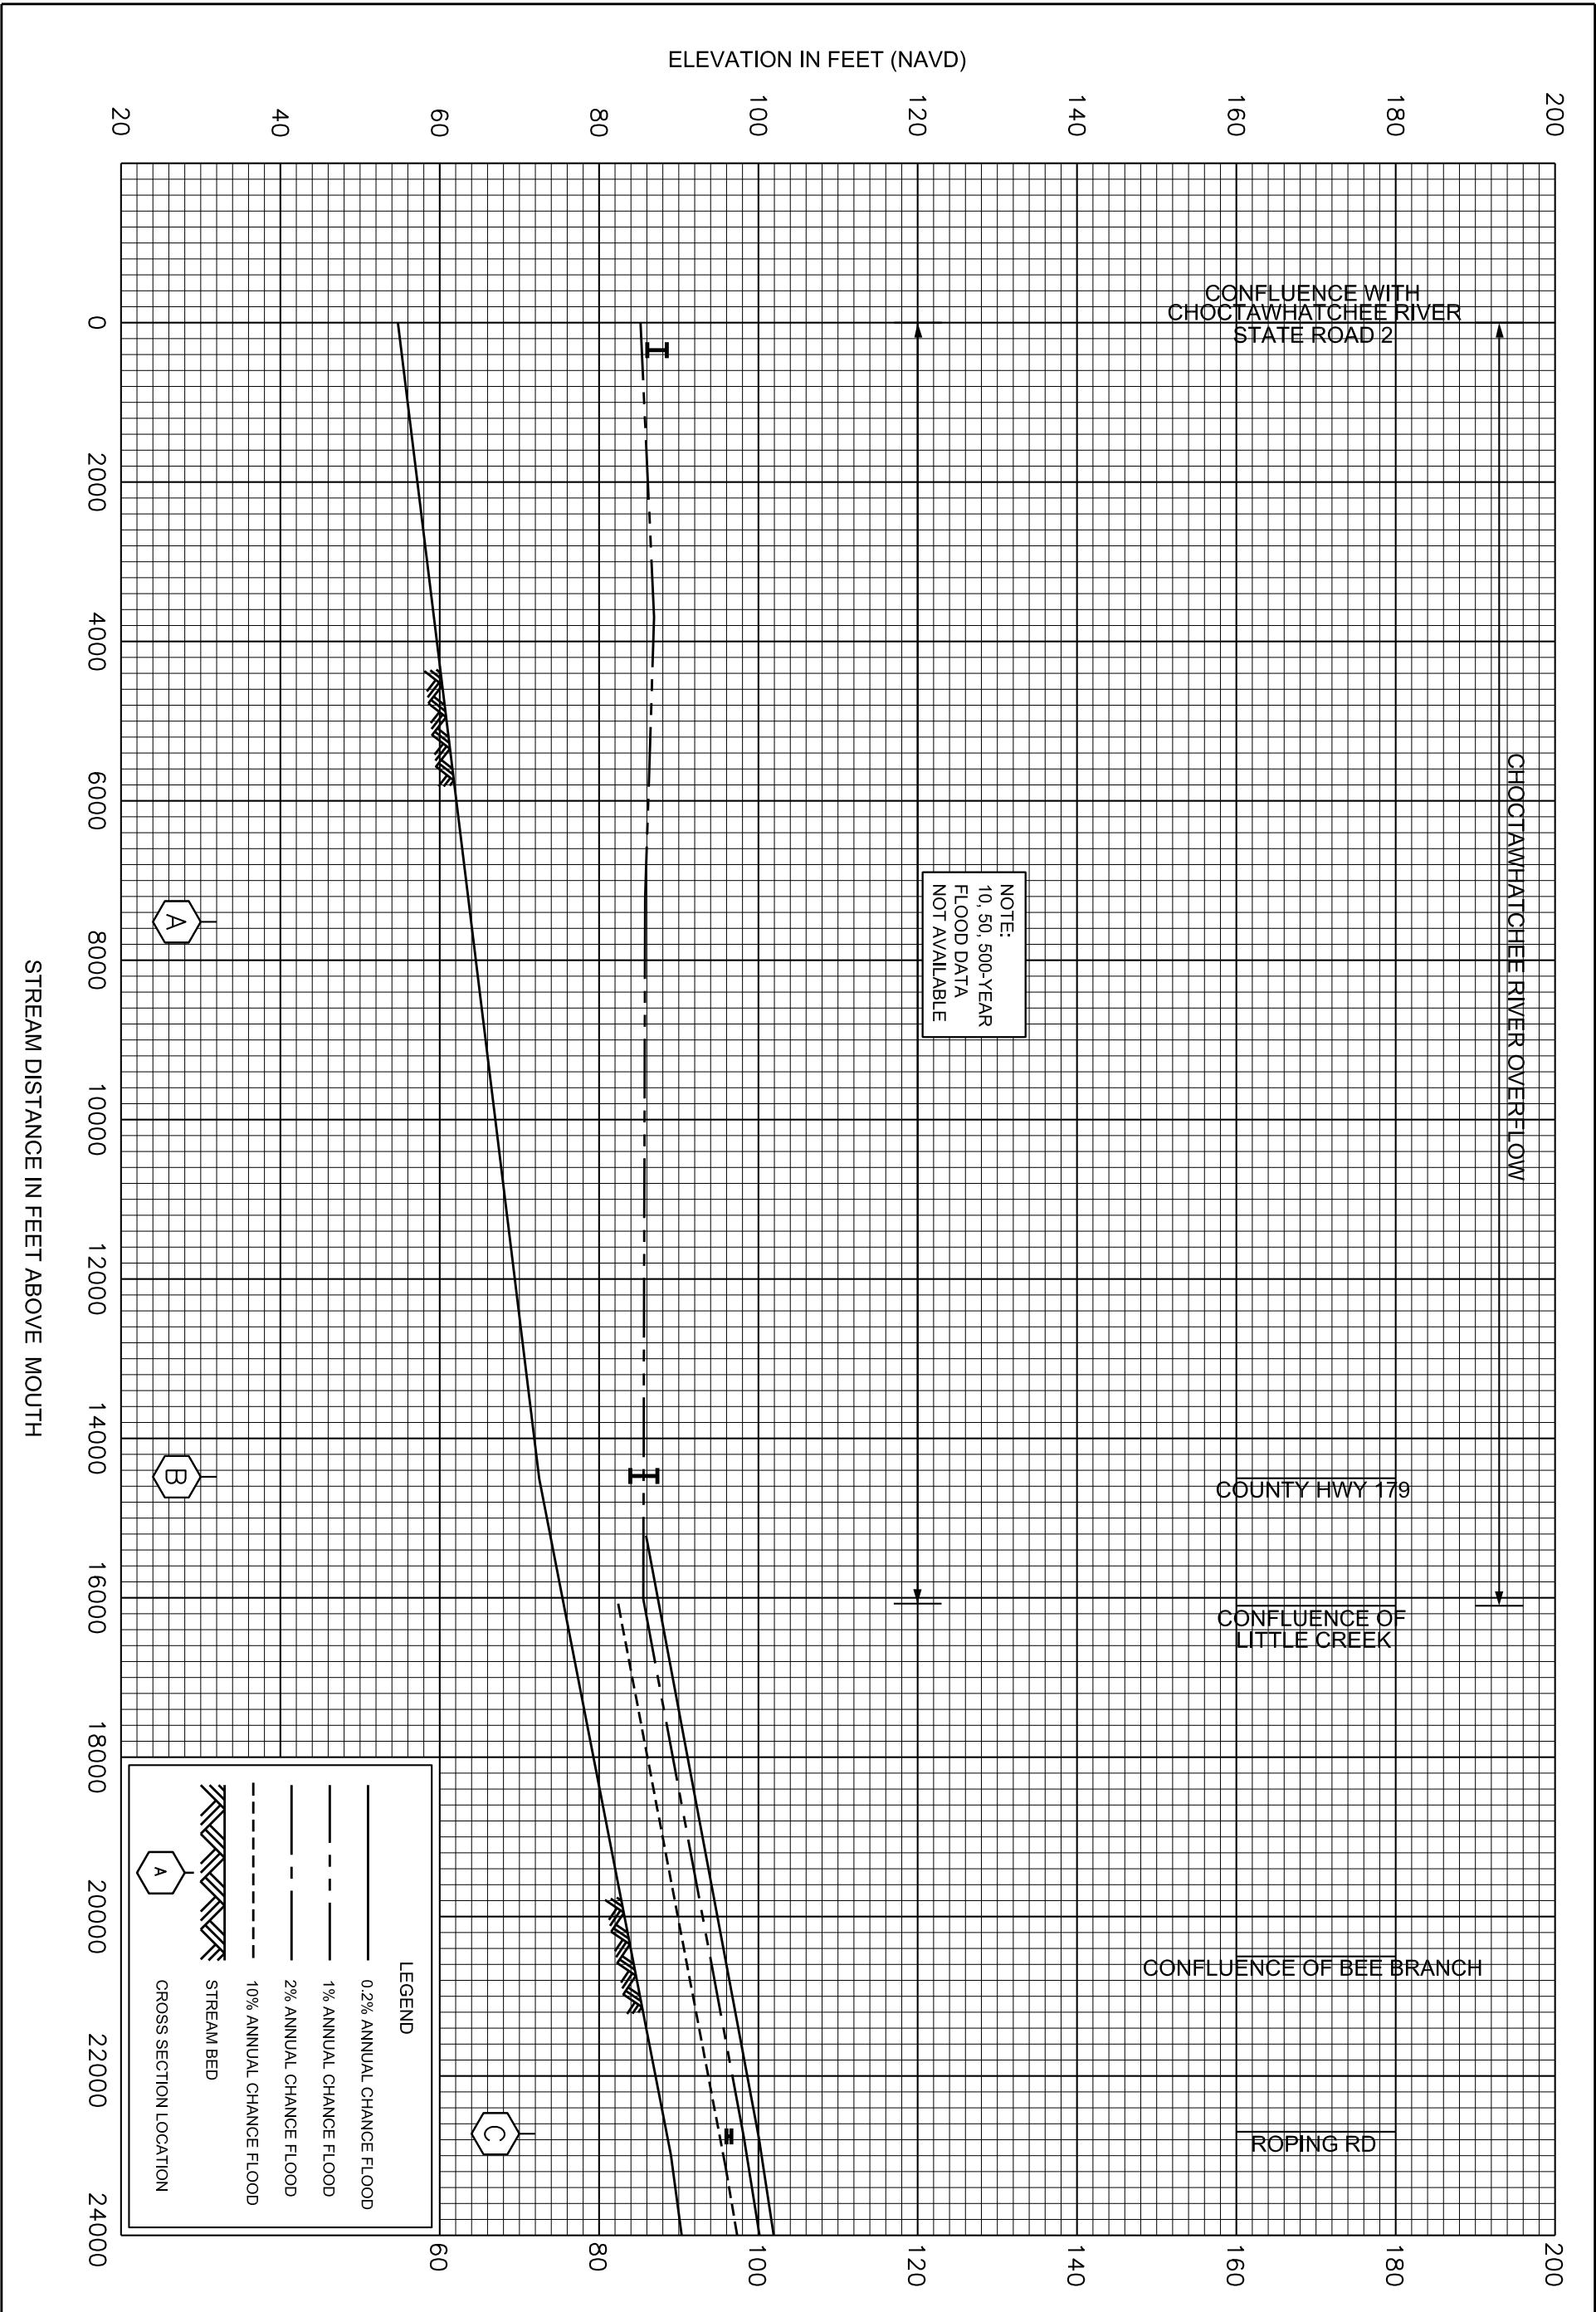 ELEVATION IN FEET (NAVD)
200
180
160
140
120
100
80
60
40
20
CONFLUENCE WITH
CHOCTAWHATCHEE RIVER
STATE ROAD 2
CHOCTAWHATCHEE RIVER OVERFLOW
COUNTY HWY 179
CONFLUENCE OF
LITTLE CREEK
CONFLUENCE OF BEE BRANCH
ROPING RD
NOTE:
10, 50, 500-YEAR
FLOOD DATA
NOT AVAILABLE
200
180
160
140
120
100
80
60
A
B
C
LEGEND
0.2% ANNUAL CHANCE FLOOD
1% ANNUAL CHANCE FLOOD
2% ANNUAL CHANCE FLOOD
10% ANNUAL CHANCE FLOOD
STREAM BED
A
CROSS SECTION LOCATION
0
2000
4000
6000
8000
10000
12000
14000
16000
18000
20000
22000
24000
STREAM DISTANCE IN FEET ABOVE MOUTH